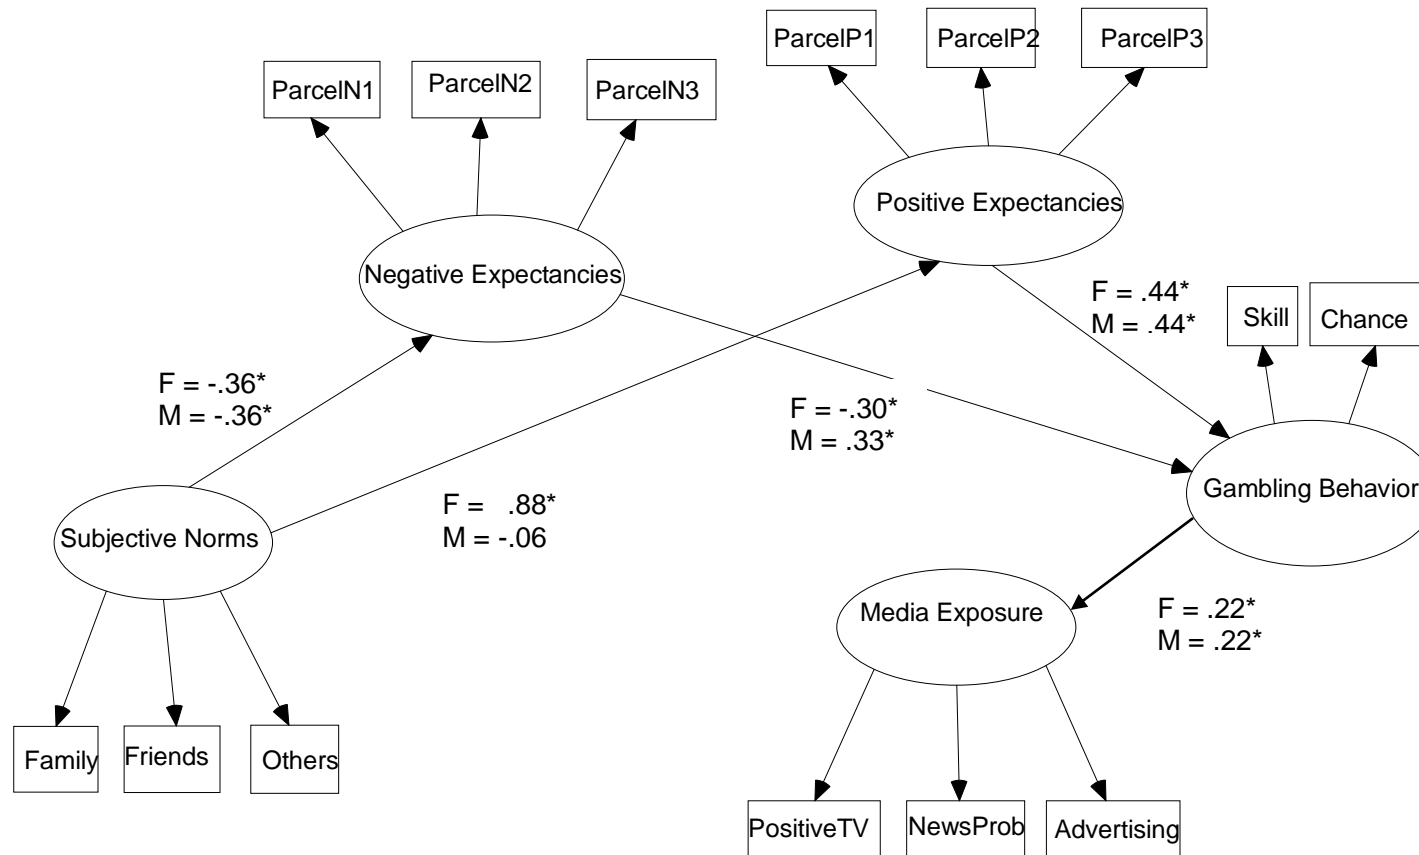 ParcelP1
ParcelP2
ParcelP3
ParcelN1
ParcelN2
ParcelN3
Positive Expectancies
Negative Expectancies
F = .44*
M = .44*
Skill
Chance
F = -.36*
M = -.36*
F = -.30*
M = .33*
Gambling Behavior
F =   .88*
M = -.06
Subjective Norms
Media Exposure
F = .22*
M = .22*
Family
Friends
Others
PositiveTV
NewsProb
Advertising